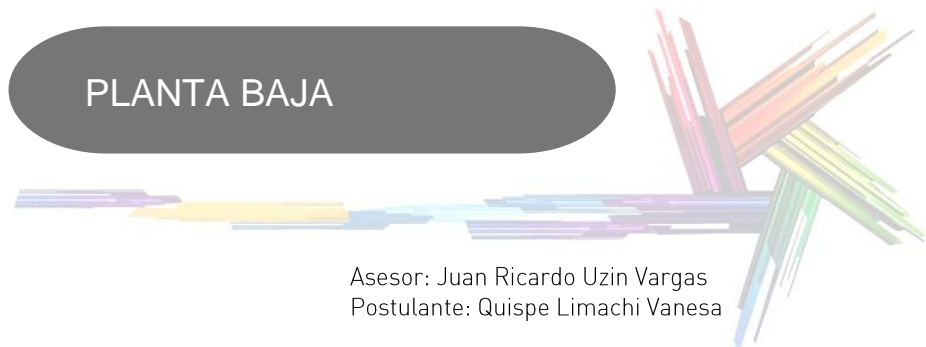 PLANTA BAJA
Asesor: Juan Ricardo Uzin Vargas
Postulante: Quispe Limachi Vanesa